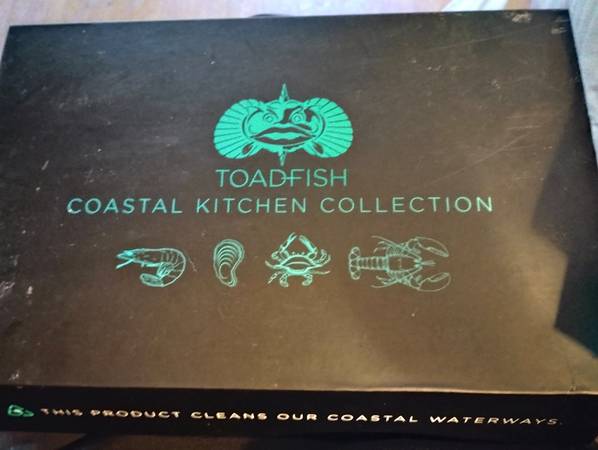 TOADFISH
COASTAL KITCHEN COLLECTION
THIS PRODUCT CLEANS OUR COASTAL WATERWAYS.